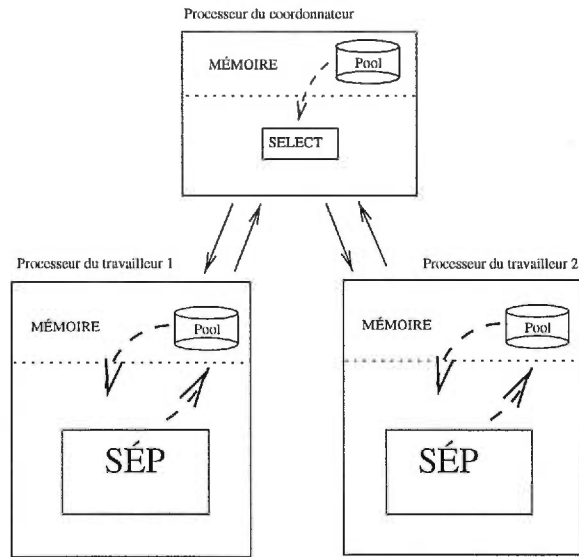 Processeur du coordonnateur
MÉMOIRE
Pool
SELECT
Processeur du travailleur 1
Processeur du travailleur 2
MÉMOIRE
Pool
MÉMOIRE
Pool
SÉP
SÉP